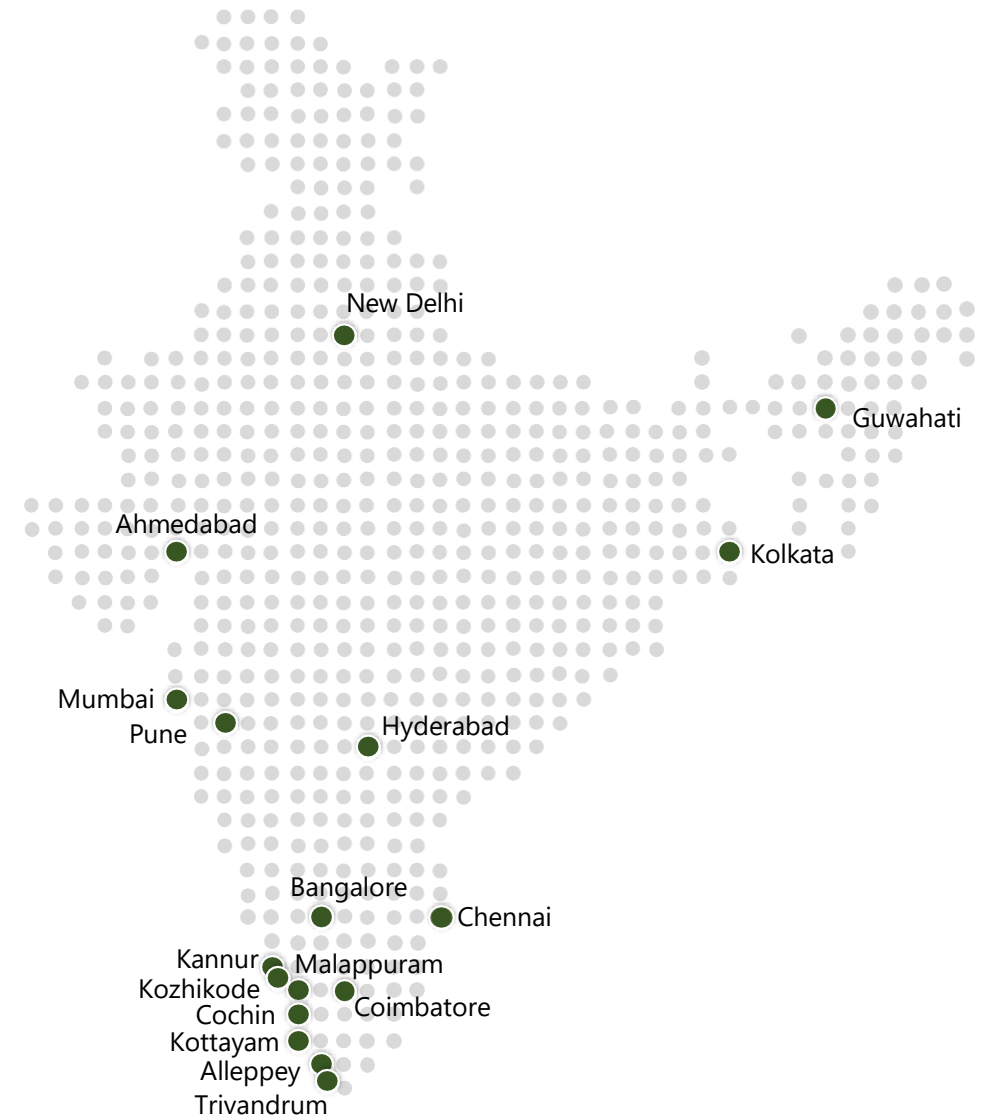 New Delhi
Guwahati
Ahmedabad
Kolkata
Mumbai
Pune
Hyderabad
Bangalore
Chennai
Kannur
Malappuram
Kozhikode
Coimbatore
Cochin
Kottayam
Alleppey
Trivandrum